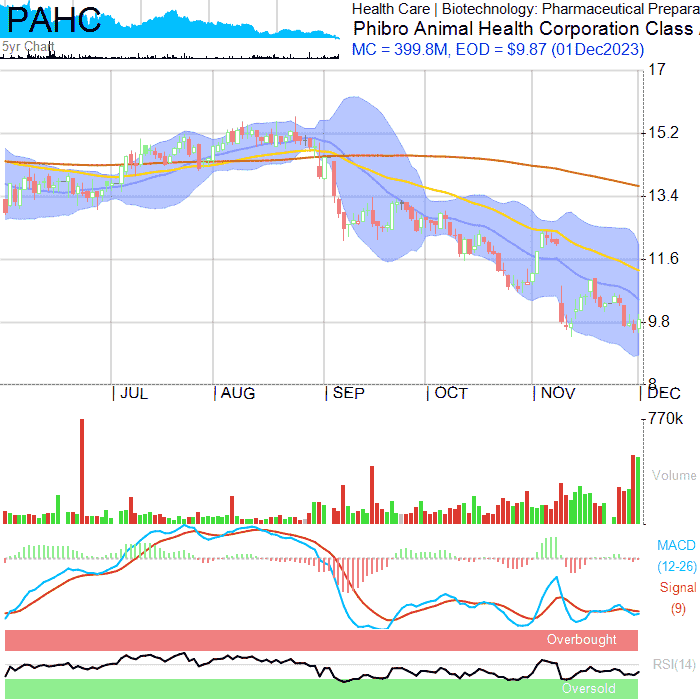 PAHC
5yr Chart
Health Care | Biotechnology: Pharmaceutical Prepara
Phibro Animal Health Corporation Class
MC = 399.8M, EOD = $9.87 (01Dec2023)
17
15.2
13.4
11.6
9.8
8
JUL AUG SEP OCT NOV DEC
770k
Volume
MACD
(12-26)
Signal
(9)
Overbought
RSI(14)
Oversold